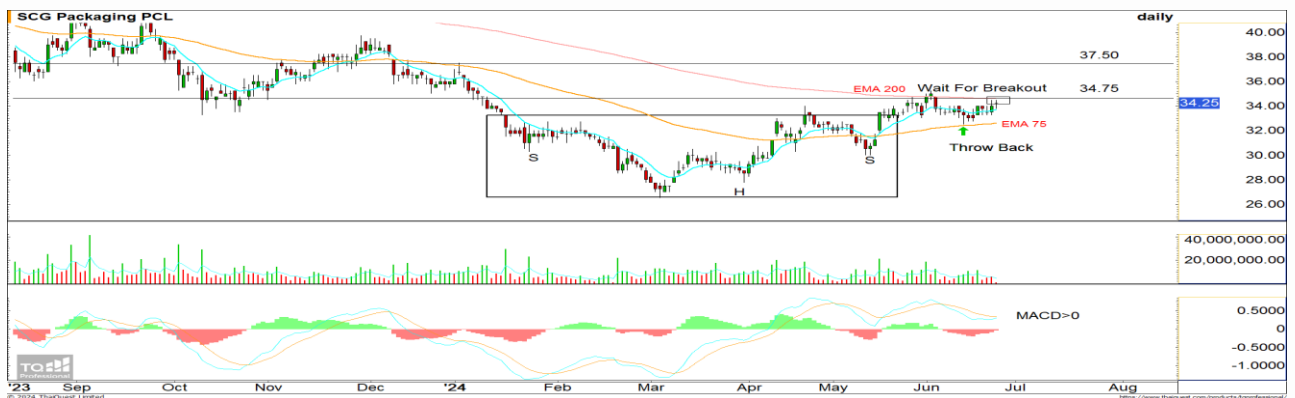 SCG Packaging PCL
daily
40.00
37.50
38.00
36.00
EMA 200 Wait For Breakout 34.75
34.25
34.00
EMA 75
32.00
Throw Back
S
S
30.00
H
28.00
26.00
40,000,000.00
20,000,000.00
MACD>0
0.5000
0
-0.5000
-1.0000
TQ
Professional
'23 Sep Oct Nov Dec '24 Feb Mar Apr May Jun Jul Aug
© 2024 ThaiQuest Limited